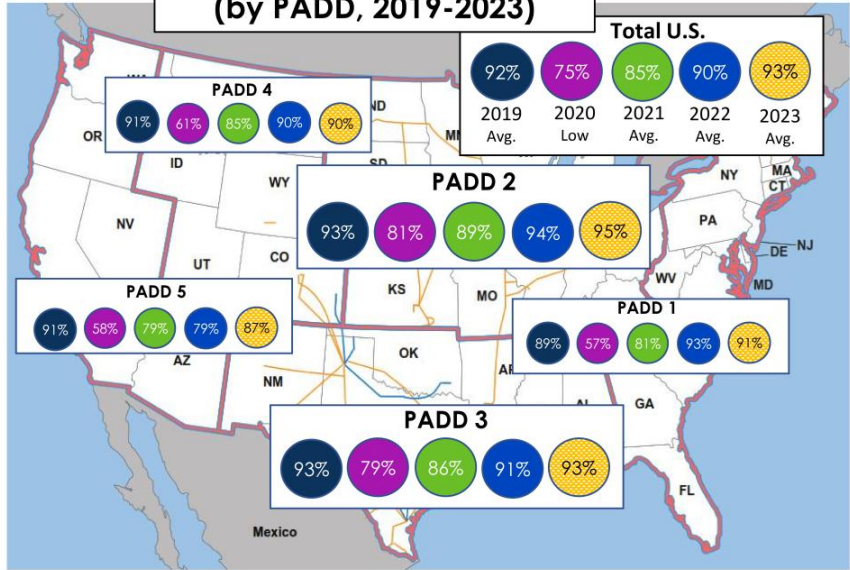 (by PADD, 2019-2023)
Total U.S.
92% 75% 85% 90% 93%
2019 2020 2021 2022 2023
Avg. Low Avg. Avg. Avg.
PADD 4
91% 61% 85% 90% 90%
ND
OR
ID
SD
WY
PADD 2
93% 81% 89% 94% 95%
NY
MA
CT
PA
NJ
DE
NV
UT
CO
WV
MD
KS
MO
PADD 5
91% 58% 79% 79% 87%
PADD 1
89% 57% 81% 93% 91%
AZ
OK
NM
GA
PADD 3
93% 79% 86% 91% 93%
FL
Mexico